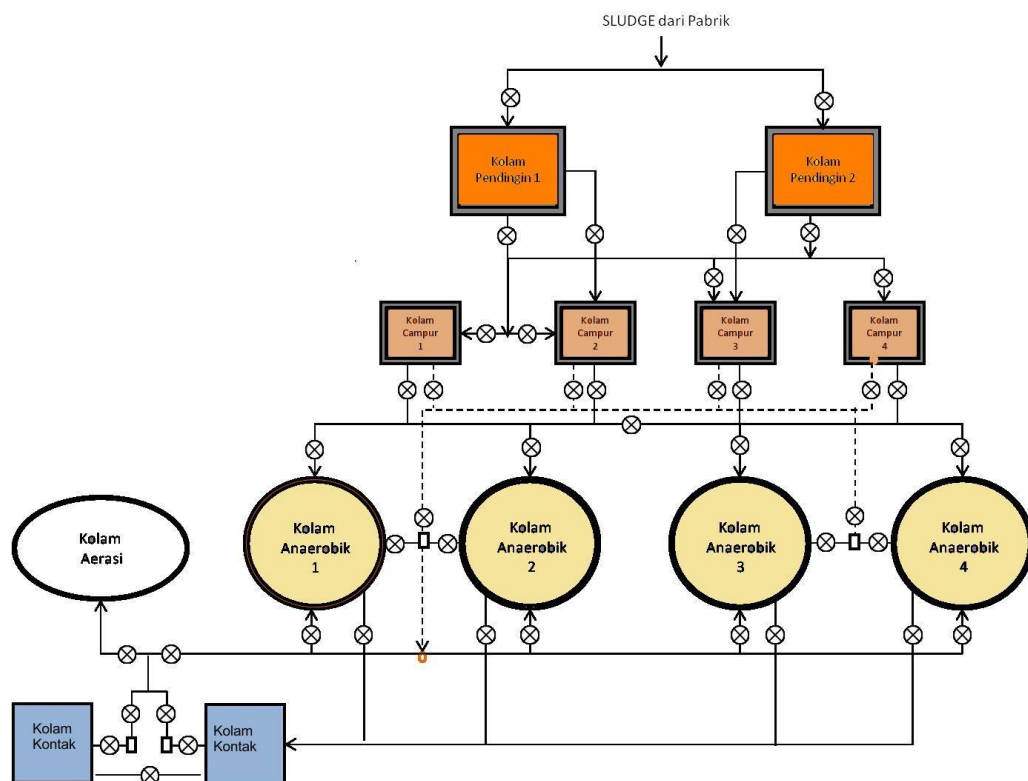 SLUDGE dari Pabrik
Kolam
Pendingin 1
Kolam
Pendingin 2
Kolam
Campur
1
Kolam
Campur
2
Kolam
Campur
3
Kolam
Campur
4
Kolam
Aerasi
Kolam
Anaerobik
1
Kolam
Anaerobik
2
Kolam
Anaerobik
3
Kolam
Anaerobik
4
Kolam
Kontak
Kolam
Kontak